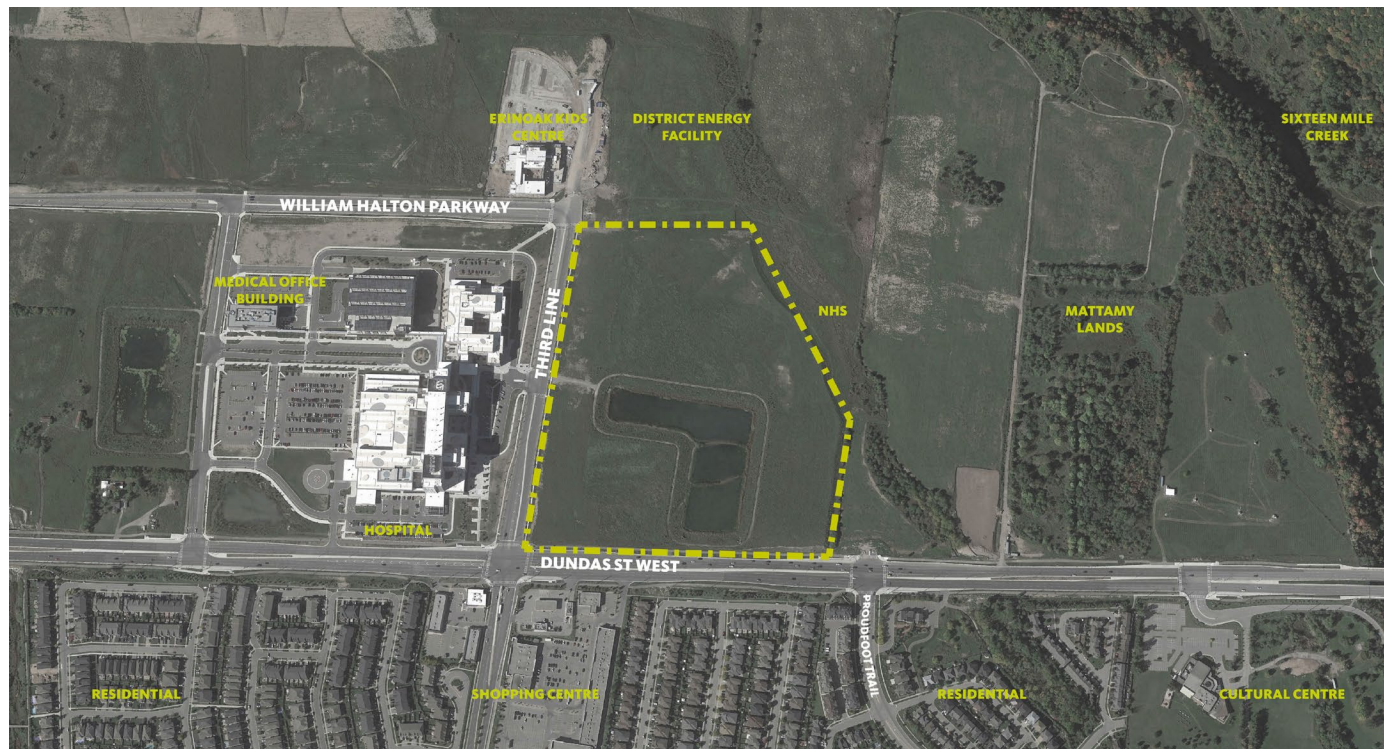 ERINOAK KIDS
CENTRE
DISTRICT ENERGY
FACILITY
SIXTEEN MILE
CREEK
WILLIAM HALTON PARKWAY
MEDICAL OFFICE
BUILDING
THIRD LINE
NHS
MATTAMY
LANDS
HOSPITAL
DUNDAS ST WEST
PROUDFOOT TRAIL
RESIDENTIAL
SHOPPING CENTRE
RESIDENTIAL
CULTURAL CENTRE